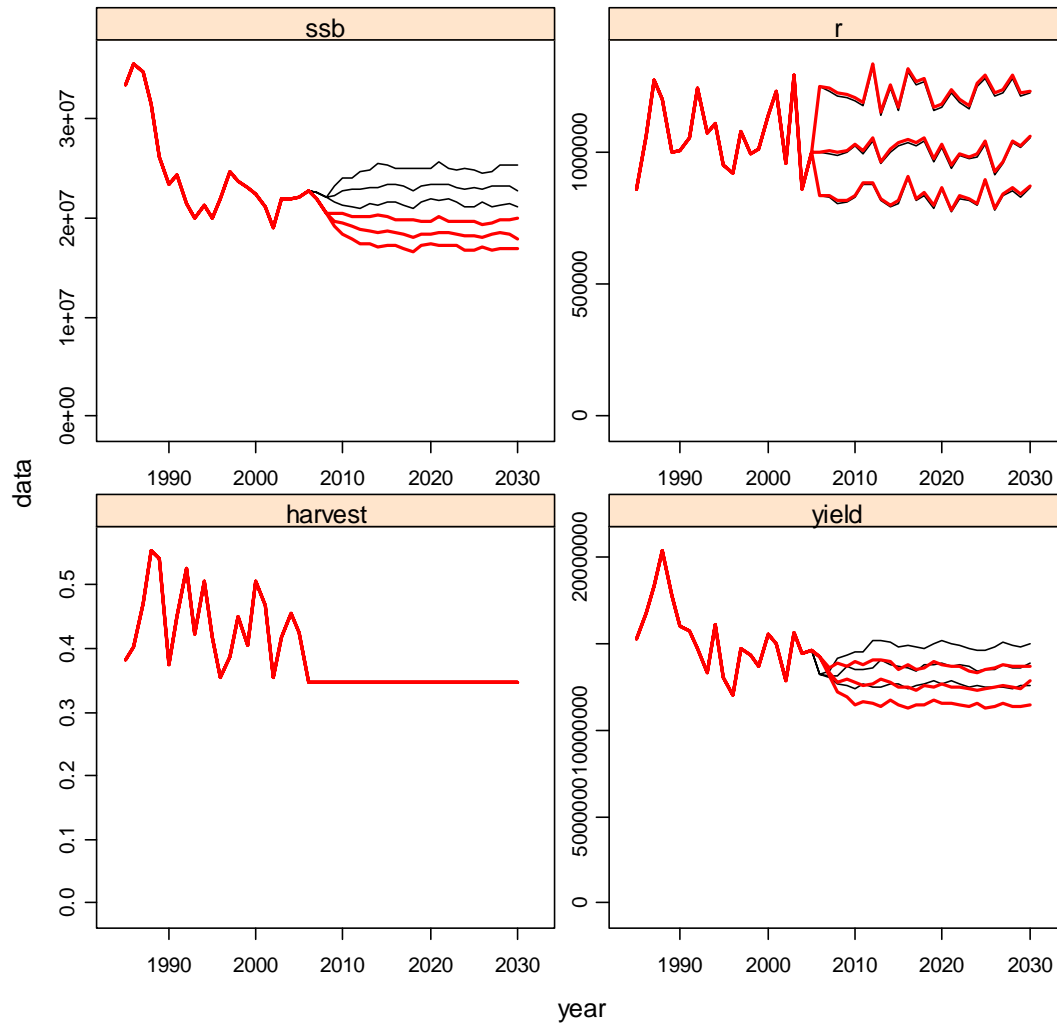 ssb
r
0e+00 1e+07 2e+07 3e+07
0 500000 1000000
1990 2000 2010 2020 2030
1990 2000 2010 2020 2030
data
harvest
yield
0.0 0.1 0.2 0.3 0.4 0.5
0 5000000 10000000 20000000
1990 2000 2010 2020 2030
1990 2000 2010 2020 2030
year